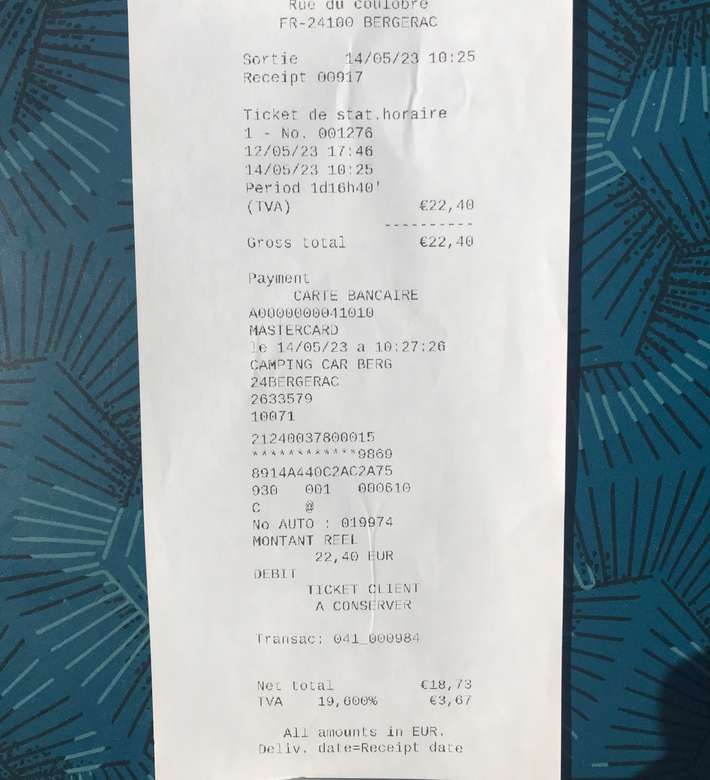 Rue du coulobre
FR-24100 BERGERAC
Sortie 14/05/23 10:25
Receipt 00917
Ticket de stat.horaire
1 - No. 001276
12/05/23 17:46
14/05/23 10:25
Period 1d16h40'
(TVA) €22,40
----------
Gross total €22,40
Payment
CARTE BANCAIRE
A0000000041010
MASTERCARD
le 14/05/23 a 10:27:26
CAMPING CAR BERG
24BERGERAC
2633579
10071
21240037800015
************9869
8914A440C2AC2A75
930 001 000610
C @
No AUTO : 019974
MONTANT REEL
22,40 EUR
DEBIT
TICKET CLIENT
A CONSERVER
Transac: 041_000984
Net total €18,73
TVA 19,600% €3,67
All amounts in EUR.
Deliv. date=Receipt date